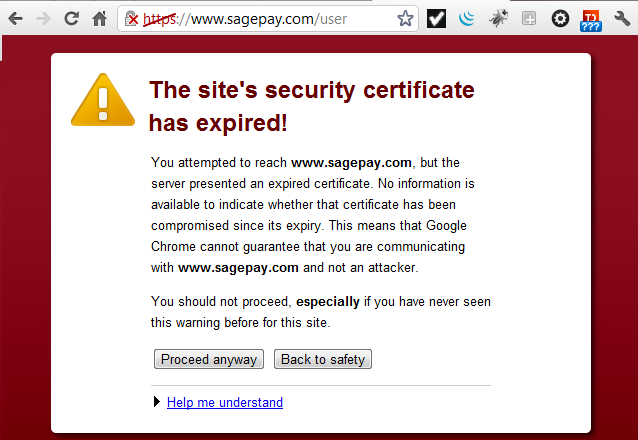 https://www.sagepay.com/user
???
The site's security certificate
has expired!
You attempted to reach www.sagepay.com, but the
server presented an expired certificate. No information is
available to indicate whether that certificate has been
compromised since its expiry. This means that Google
Chrome cannot guarantee that you are communicating
with www.sagepay.com and not an attacker.
You should not proceed, especially if you have never seen
this warning before for this site.
Proceed anyway Back to safety
Help me understand